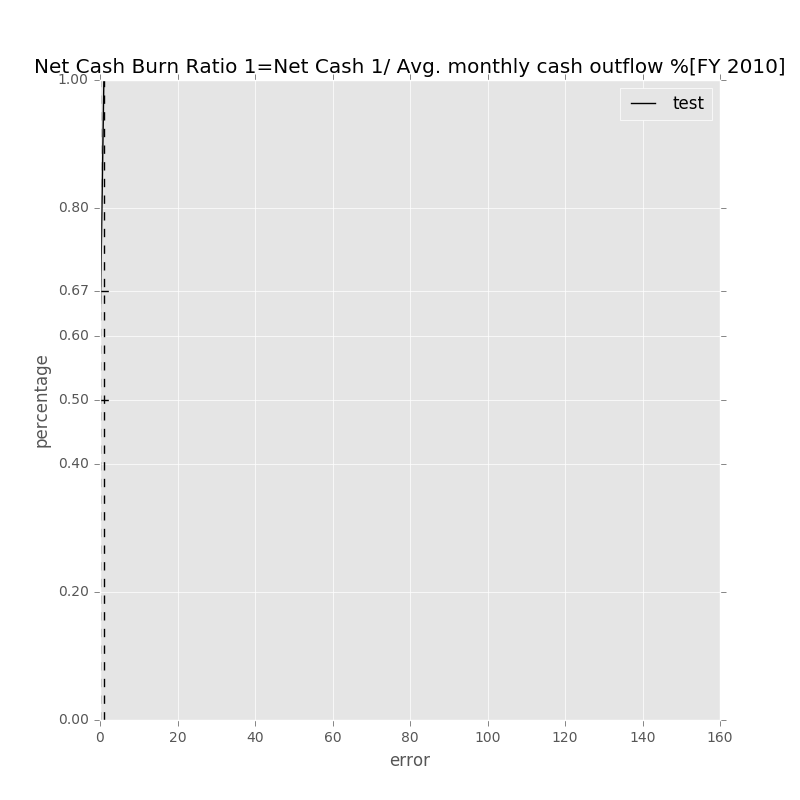 Net Cash Burn Ratio 1=Net Cash 1/ Avg. monthly cash outflow %[FY 2010]
1.00
test
0.80
0.67
0.60
percentage
0.50
0.40
0.20
0.00
0 20 40 60 80 100 120 140 160
error